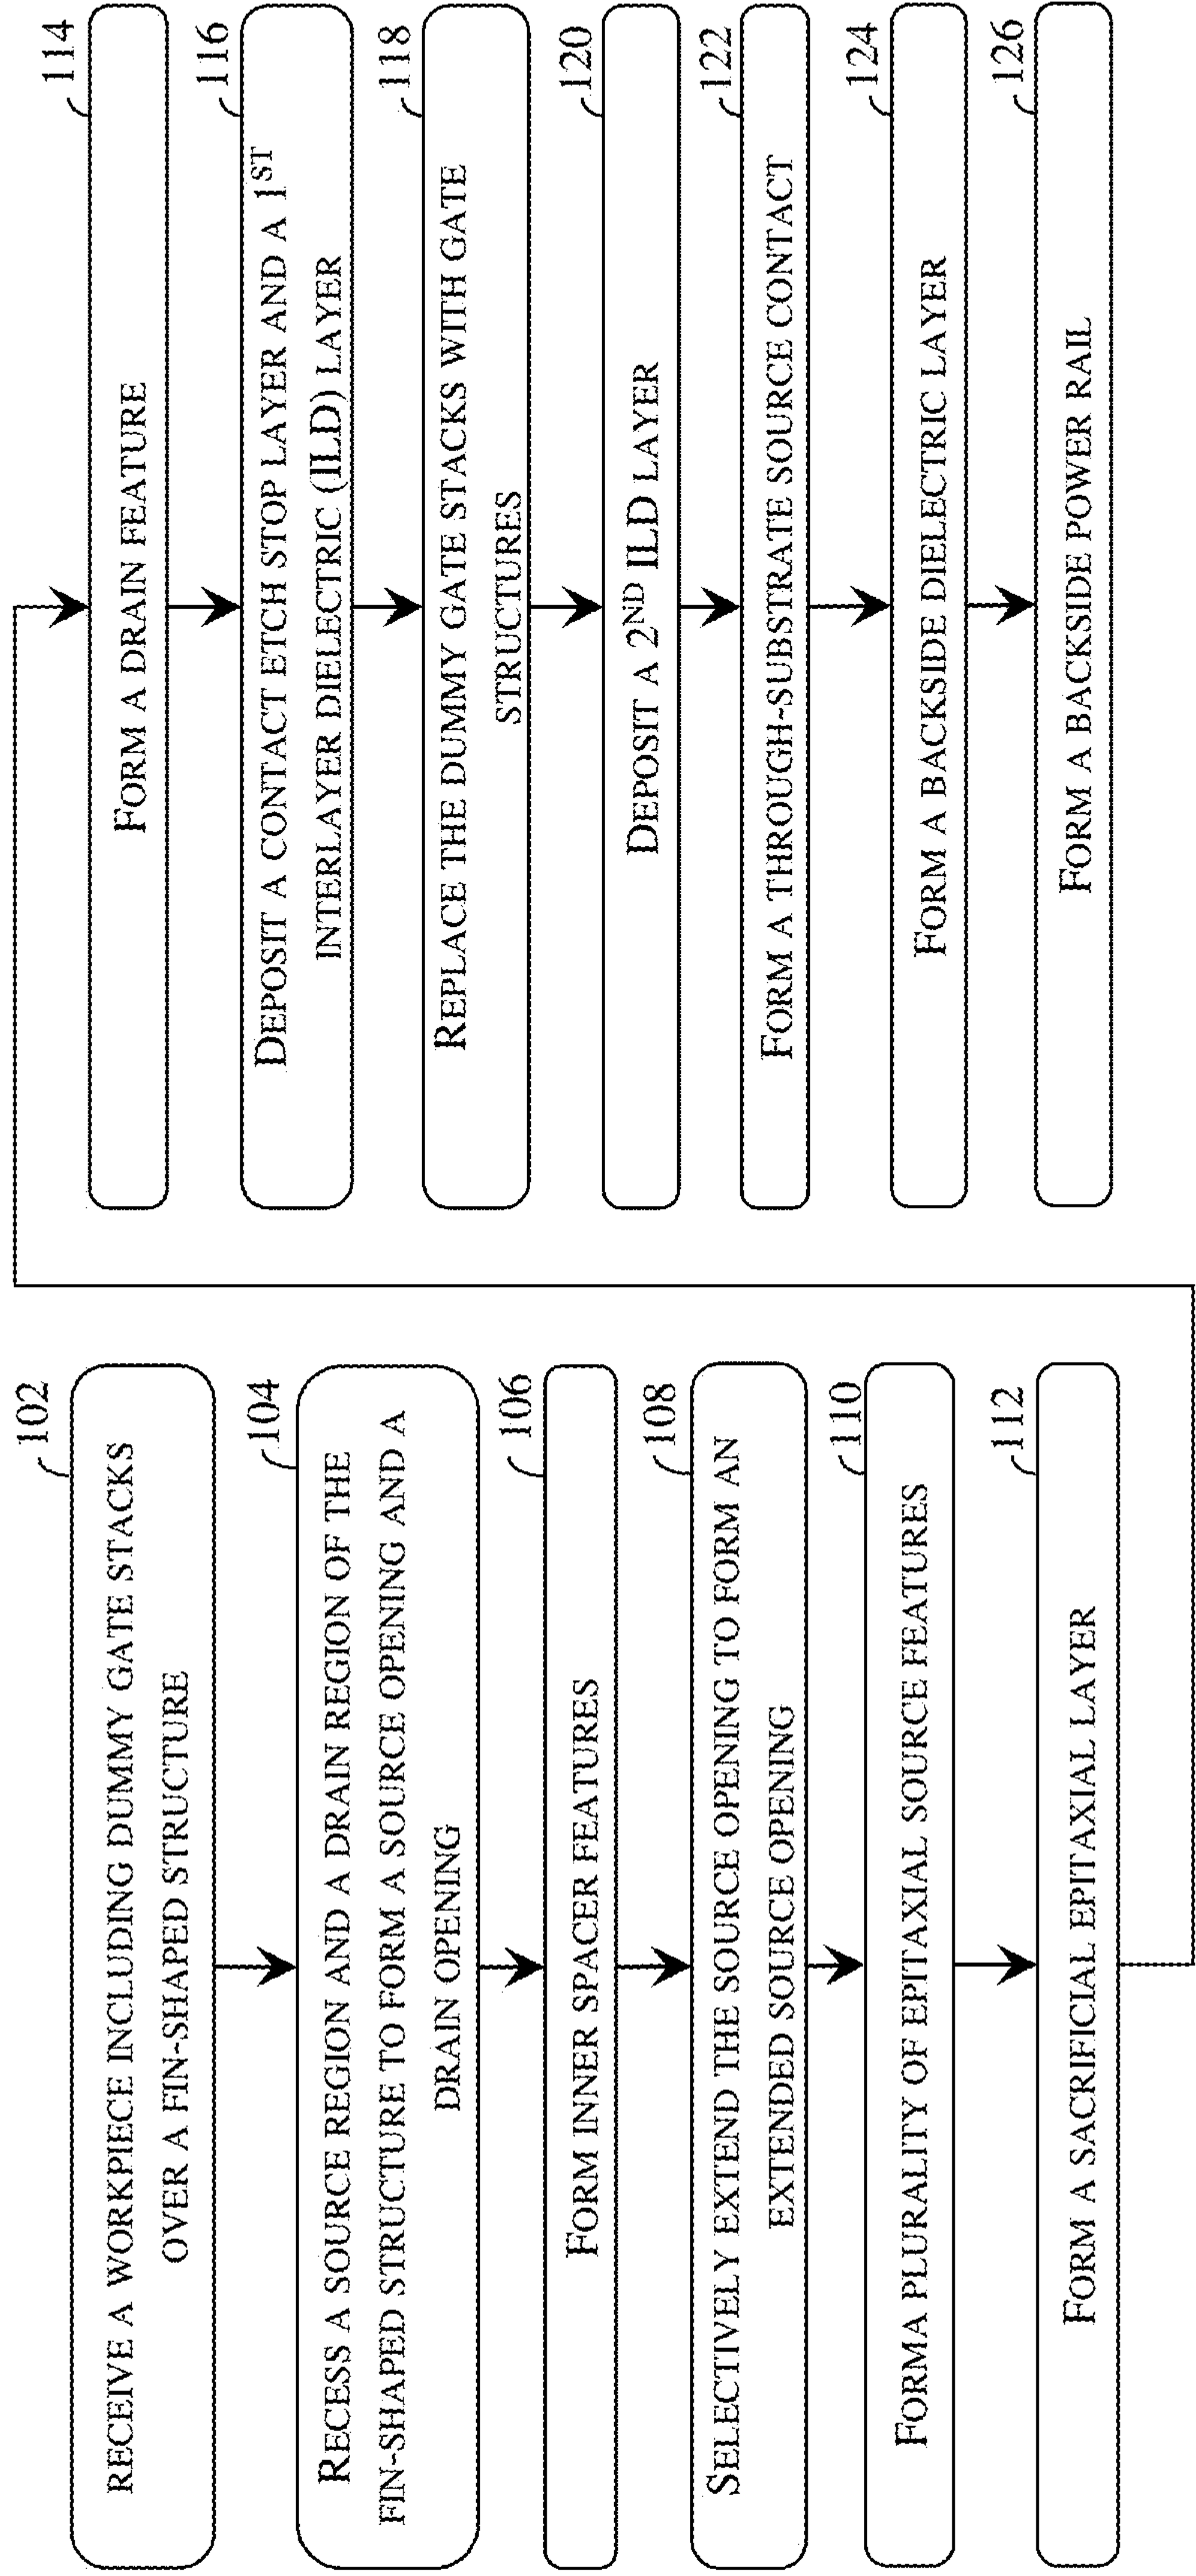 102
RECEIVE A WORKPIECE INCLUDING DUMMY GATE STACKS
OVER A FIN-SHAPED STRUCTURE
104
RECESS A SOURCE REGION AND A DRAIN REGION OF THE
FIN-SHAPED STRUCTURE TO FORM A SOURCE OPENING AND A
DRAIN OPENING
106
FORM INNER SPACER FEATURES
108
SELECTIVELY EXTEND THE SOURCE OPENING TO FORM AN
EXTENDED SOURCE OPENING
110
FORMA PLURALITY OF EPITAXIAL SOURCE FEATURES
112
FORM A SACRIFICIAL EPITAXIAL LAYER
114
FORM A DRAIN FEATURE
116
DEPOSIT A CONTACT ETCH STOP LAYER AND A 1ST
INTERLAYER DIELECTRIC (ILD) LAYER
118
REPLACE THE DUMMY GATE STACKS WITH GATE
STRUCTURES
120
DEPOSIT A 2ND ILD LAYER
122
FORM A THROUGH-SUBSTRATE SOURCE CONTACT
124
FORM A BACKSIDE DIELECTRIC LAYER
126
FORM A BACKSIDE POWER RAIL